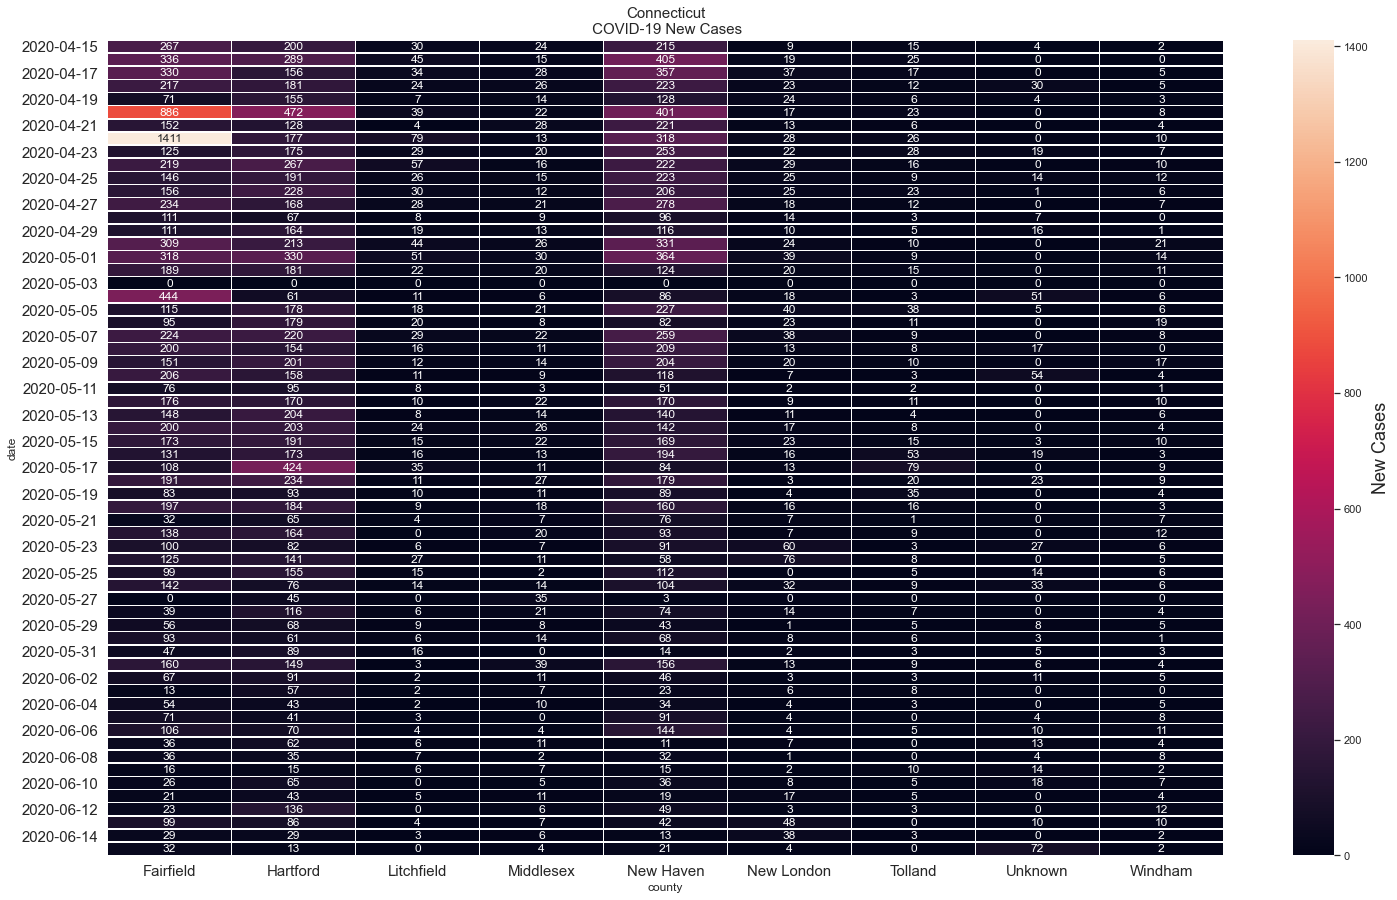 Connecticut
COVID-19 New Cases
2020-04-15 267 200 30 24 215 9 15 4 2
336 289 45 15 405 19 25 0 0
2020-04-17 330 156 34 28 357 37 17 0 5
217 181 24 26 223 23 12 30 5
2020-04-19 71 155 7 14 128 24 6 4 3
886 472 39 22 401 17 23 0 8
2020-04-21 152 128 4 28 221 13 6 0 4
1411 177 79 13 318 28 26 0 10
2020-04-23 125 175 29 20 253 22 28 19 7
219 267 57 16 222 29 16 0 10
2020-04-25 146 191 26 15 223 25 9 14 12
156 228 30 12 206 25 23 1 6
2020-04-27 234 168 28 21 278 18 12 0 7
111 67 8 9 96 14 3 7 0
2020-04-29 111 164 19 13 116 10 5 16 1
309 213 44 26 331 24 10 0 21
2020-05-01 318 330 51 30 364 39 9 0 14
189 181 22 20 124 20 15 0 11
2020-05-03 0 0 0 0 0 0 0 0 0
444 61 11 6 86 18 3 51 6
2020-05-05 115 178 18 21 227 40 38 5 6
95 179 20 8 82 23 11 0 19
2020-05-07 224 220 29 22 259 38 9 0 8
200 154 16 11 209 13 8 17 0
2020-05-09 151 201 12 14 204 20 10 0 17
206 158 11 9 118 7 3 54 4
2020-05-11 76 95 8 3 51 2 2 0 1
176 170 10 22 170 9 11 0 10
2020-05-13 148 204 8 14 140 11 4 0 6
200 203 24 26 142 17 8 0 4
2020-05-15 173 191 15 22 169 23 15 3 10
131 173 16 13 194 16 53 19 3
2020-05-17 108 424 35 11 84 13 79 0 9
191 234 11 27 179 3 20 23 9
2020-05-19 83 93 10 11 89 4 35 0 4
197 184 9 18 160 16 16 0 3
2020-05-21 32 65 4 7 76 7 1 0 7
138 164 0 20 93 7 9 0 12
2020-05-23 100 82 6 7 91 60 3 27 6
125 141 27 11 58 76 8 0 5
2020-05-25 99 155 15 2 112 0 5 14 6
142 76 14 14 104 32 9 33 6
2020-05-27 0 45 0 35 3 0 0 0 0
39 116 6 21 74 14 7 0 4
2020-05-29 56 68 9 8 43 1 5 8 5
93 61 6 14 68 8 6 3 1
2020-05-31 47 89 16 0 14 2 3 5 3
160 149 3 39 156 13 9 6 4
2020-06-02 67 91 2 11 46 3 3 11 5
13 57 2 7 23 6 8 0 0
2020-06-04 54 43 2 10 34 4 3 0 5
71 41 3 0 91 4 0 4 8
2020-06-06 106 70 4 4 144 4 5 10 11
36 62 6 11 11 7 0 13 4
2020-06-08 36 35 7 2 32 1 0 4 8
16 15 6 7 15 2 10 14 2
2020-06-10 26 65 0 5 36 8 5 18 7
21 43 5 11 19 17 5 0 4
2020-06-12 23 136 0 6 49 3 3 0 12
99 86 4 7 42 48 0 10 10
2020-06-14 29 29 3 6 13 38 3 0 2
32 13 0 4 21 4 0 72 2
Fairfield Hartford Litchfield Middlesex New Haven New London Tolland Unknown Windham
county
date
1400
1200
1000
800
600
400
200
0
New Cases